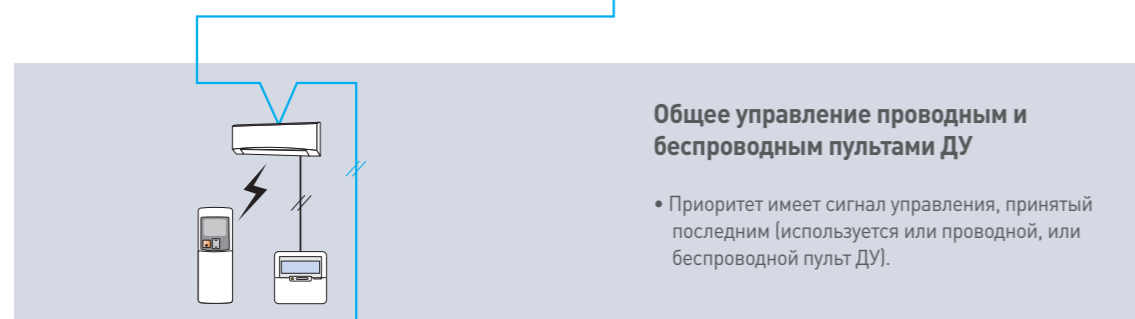 Общее управление проводным и
беспроводным пультами ДУ
• Приоритет имеет сигнал управления, принятый
последним (используется или проводной, или
беспроводной пульт ДУ).